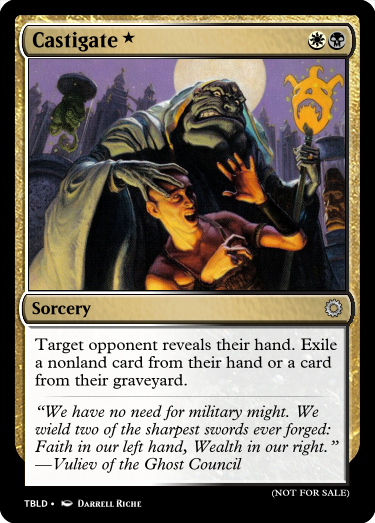 Castigate ★
Sorcery
Target opponent reveals their hand. Exile
a nonland card from their hand or a card
from their graveyard.
“We have no need for military might. We
wield two of the sharpest swords ever forged:
Faith in our left hand, Wealth in our right.”
—Vuliev of the Ghost Council
(NOT FOR SALE)
TBLD • Darrell Riche